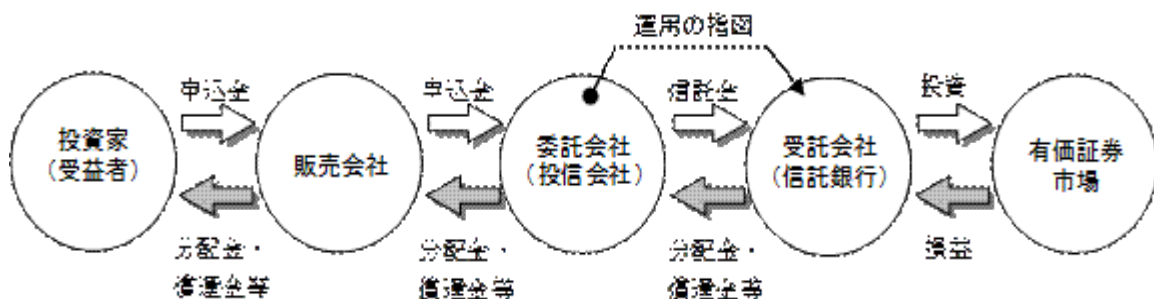 運用の指図
申込金
申込金
信託金
投資
投資家
（受益者）
販売会社
委託会社
（投信会社）
受託会社
（信託銀行）
有価証券
市場
分配金・
償還金等
分配金・
償還金等
分配金・
償還金等
損益